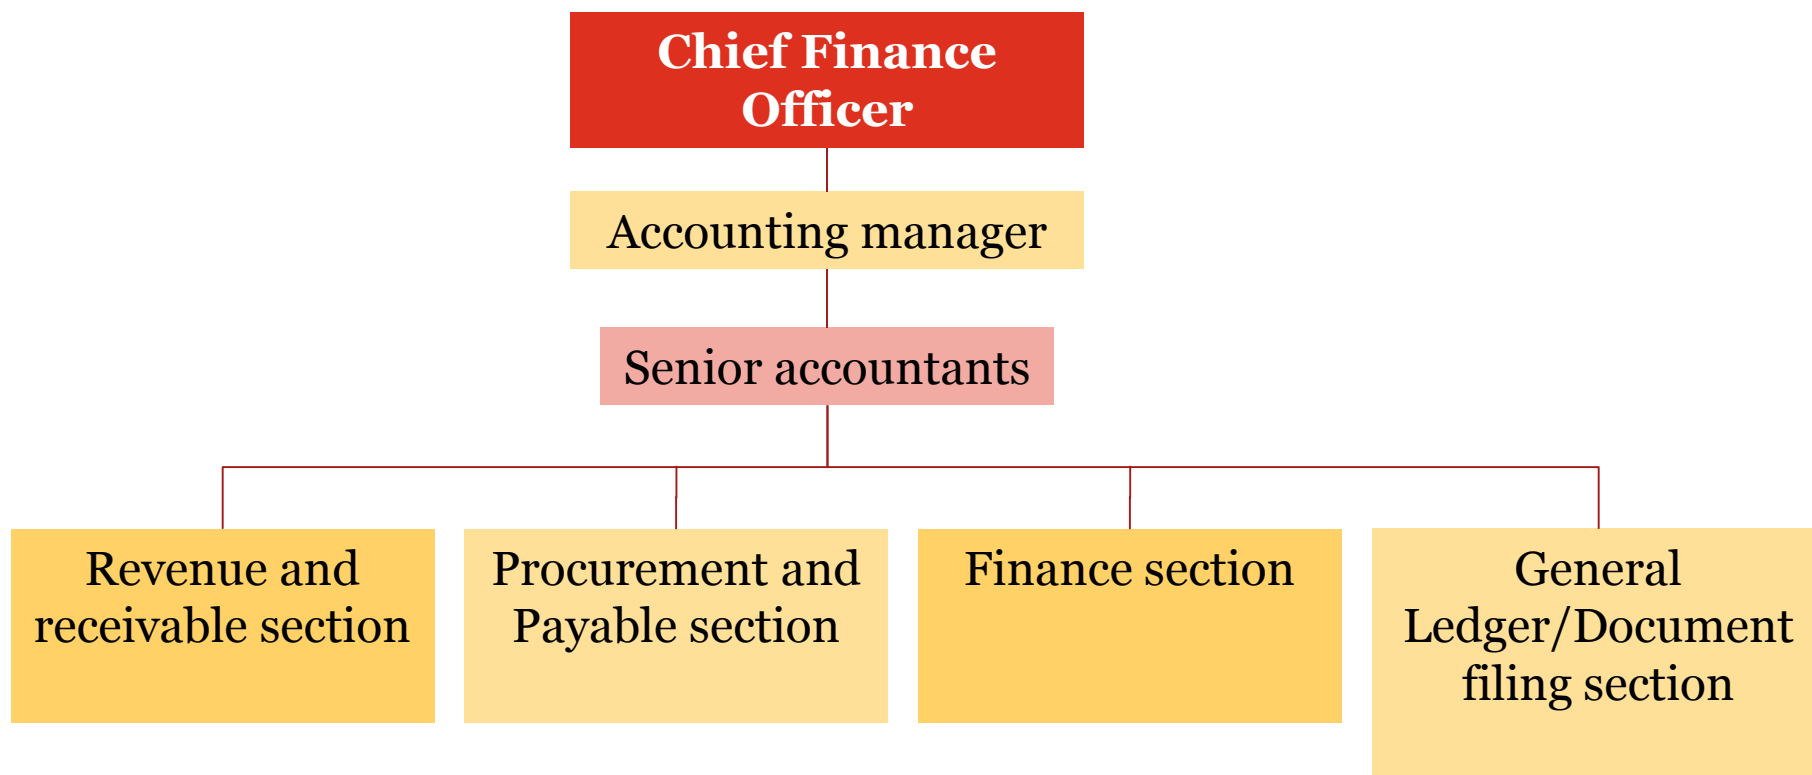 Chief Finance
Officer
Accounting manager
Senior accountants
Revenue and
receivable section
Procurement and
Payable section
Finance section
General
Ledger/Document
filing section